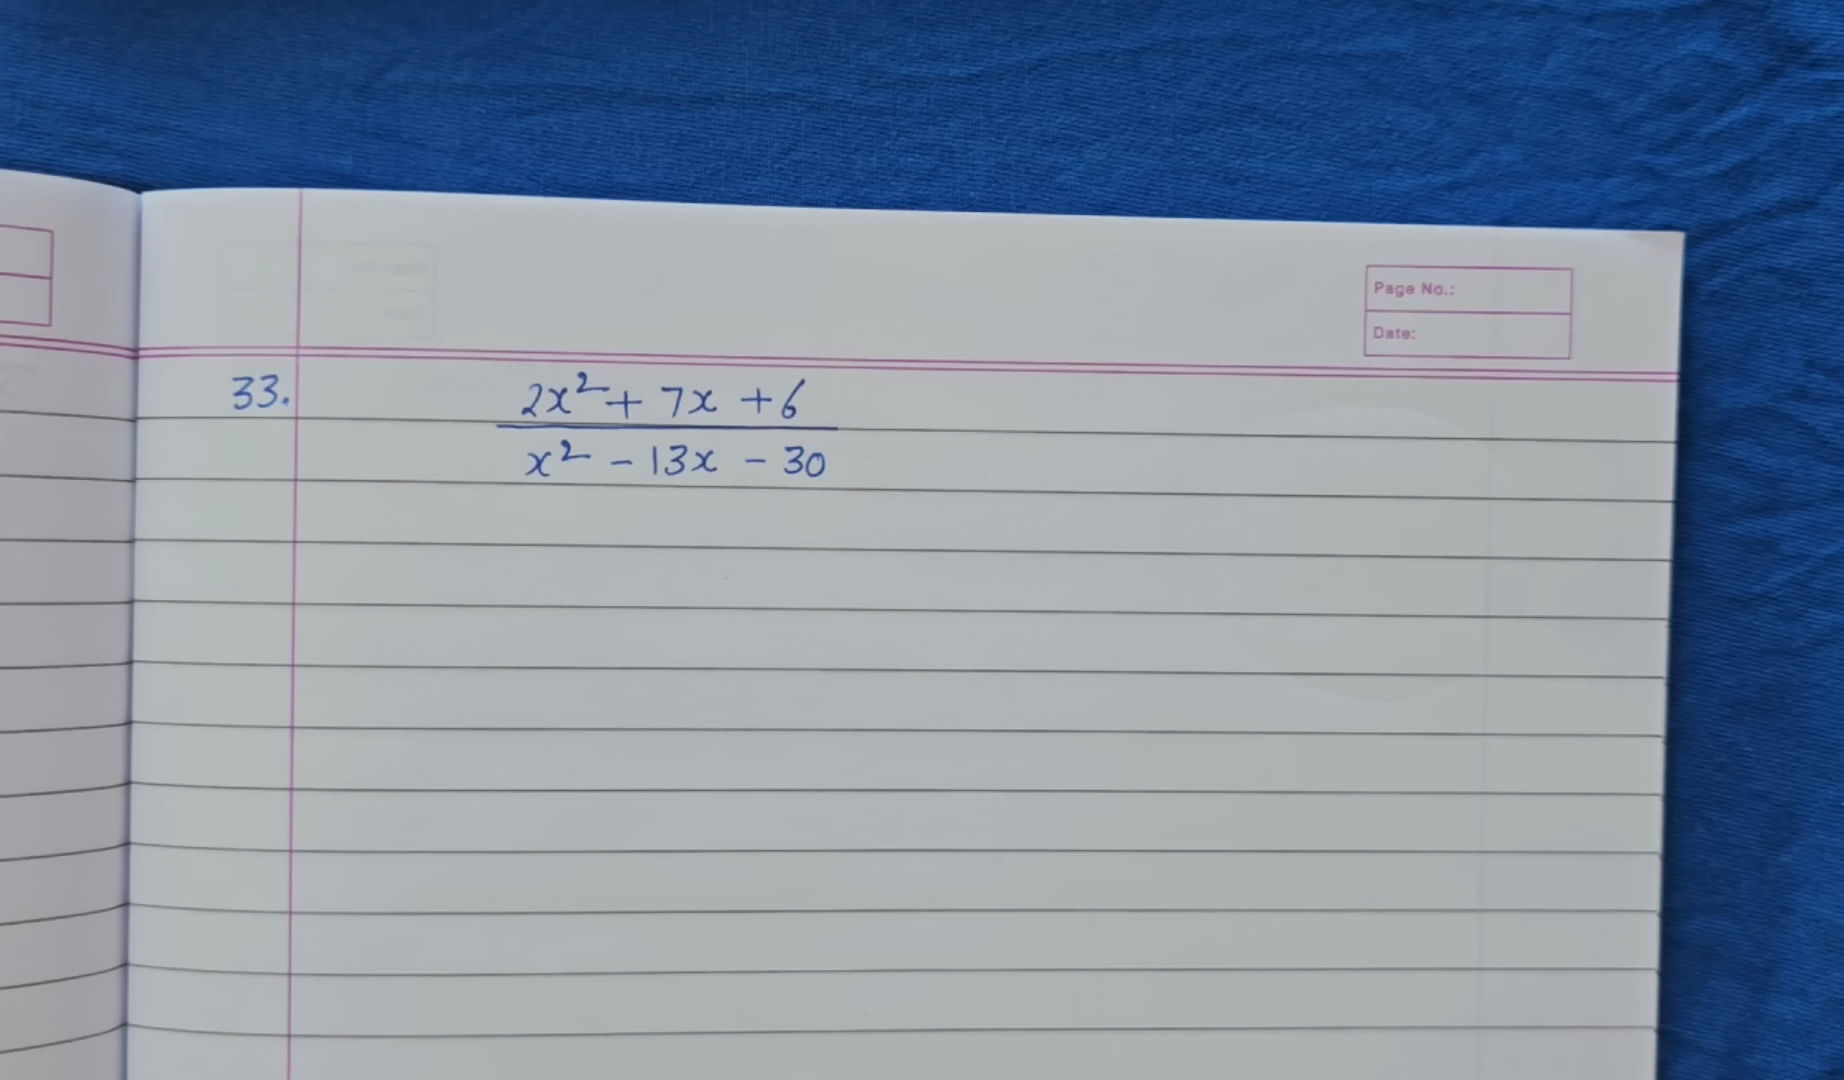 Page No.:
Date:
33. 2x² + 7x + 6
x² - 13x - 30